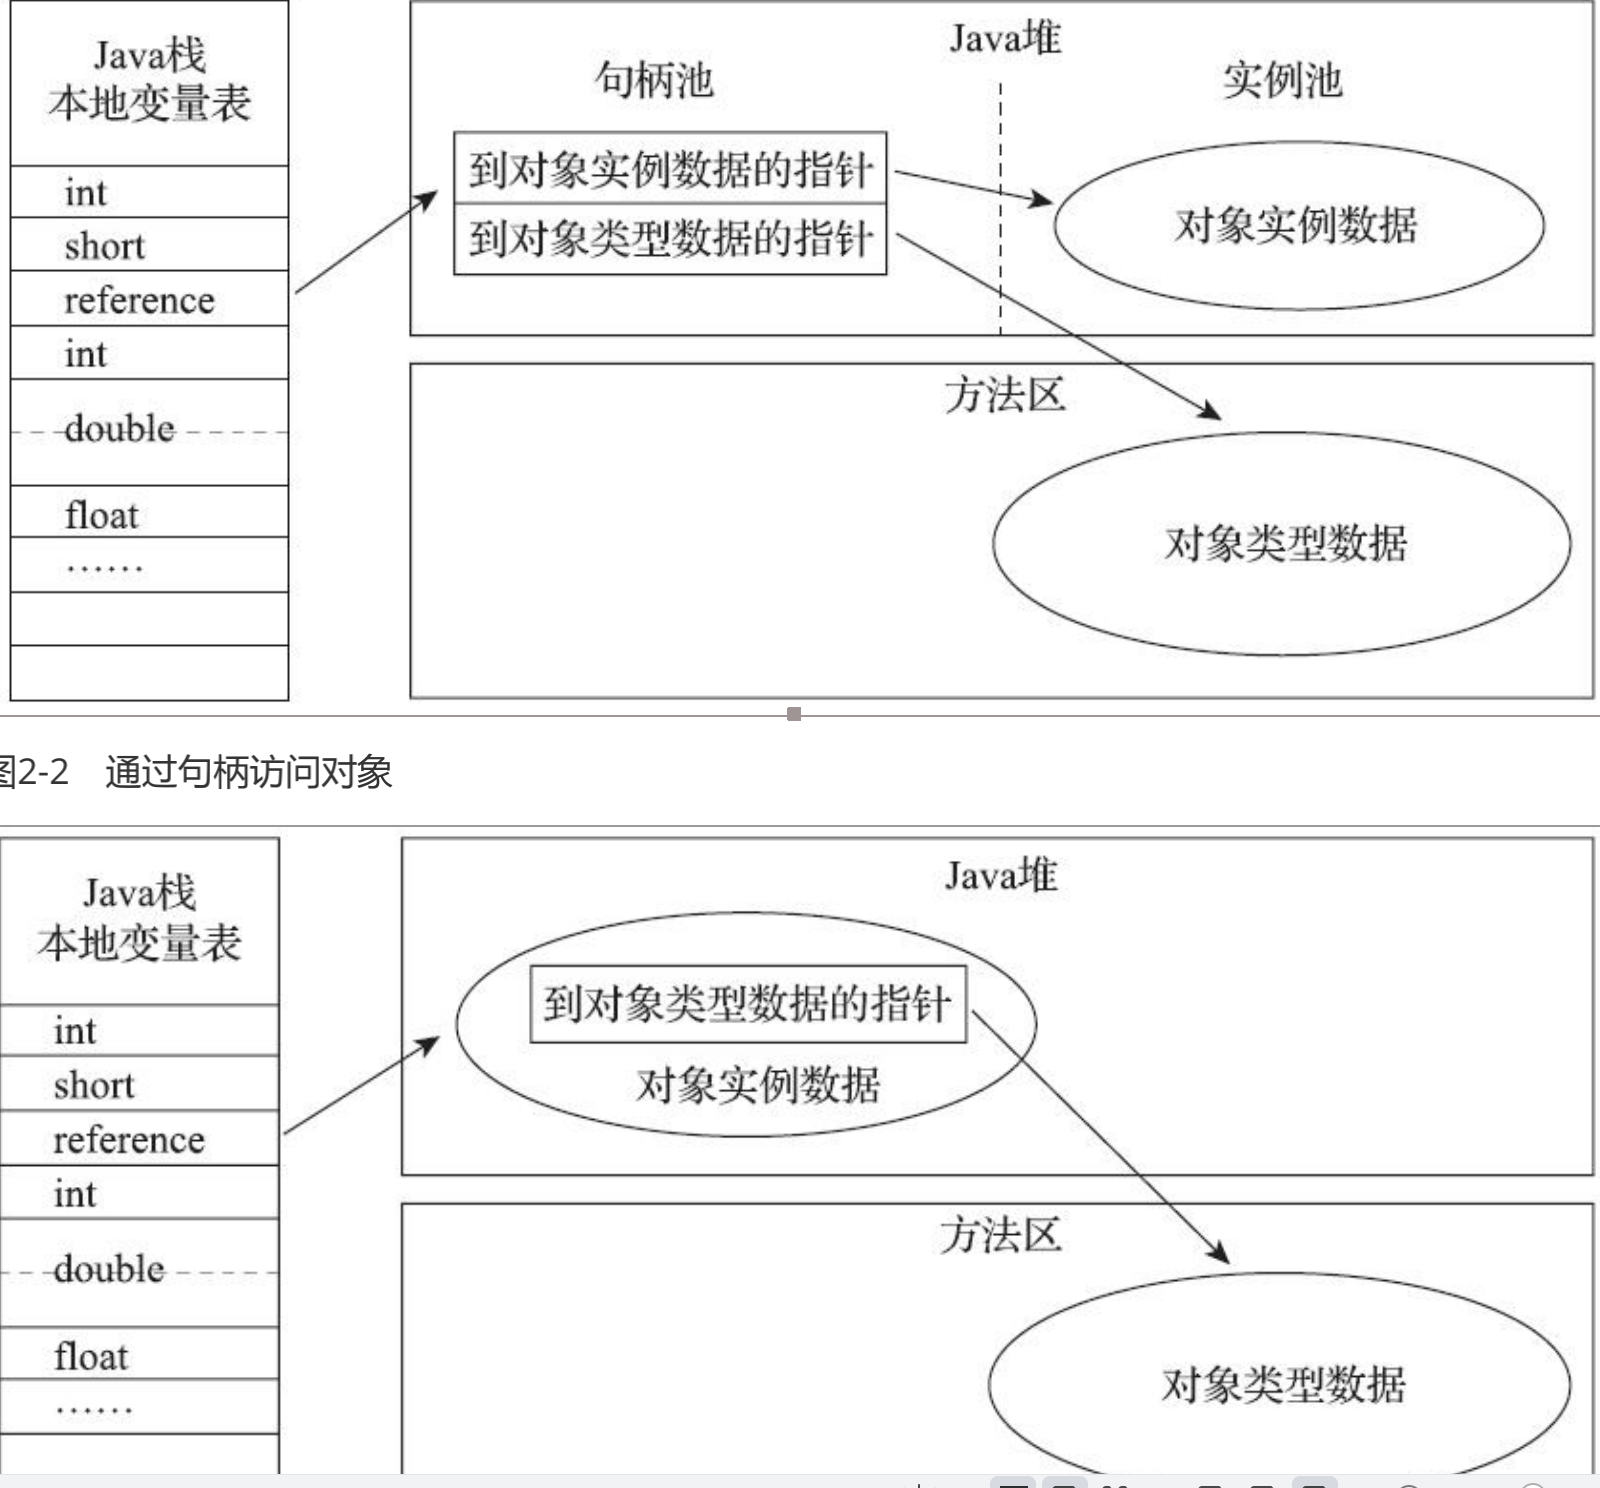 Java栈
本地变量表
int
short
reference
int
double
float
……
Java堆
句柄池
实例池
到对象实例数据的指针
到对象类型数据的指针
对象实例数据
方法区
对象类型数据
图2-2 通过句柄访问对象
Java栈
本地变量表
int
short
reference
int
double
float
……
Java堆
到对象类型数据的指针
对象实例数据
方法区
对象类型数据